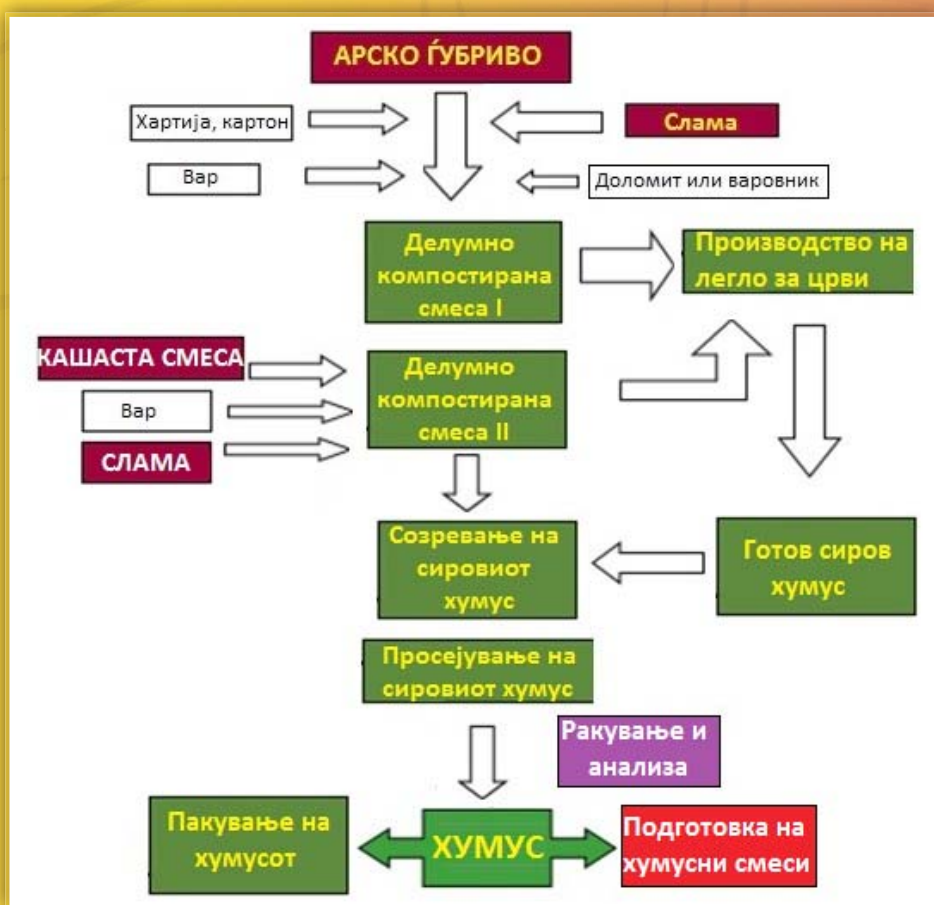 АРСКО ЃУБРИВО
Хартија, картон
Слама
Вар
Доломит или варовник
Делумно
компостирана
смеса I
Производство на
легло за црви
КАШАСТА СМЕСА
Вар
СЛАМА
Делумно
компостирана
смеса II
Созревање на
сировиот
хумус
Готов сиров
хумус
Просејување на
сировиот хумус
Ракување и
анализа
Пакување на
хумусот
ХУМУС
Подготовка на
хумусни смеси